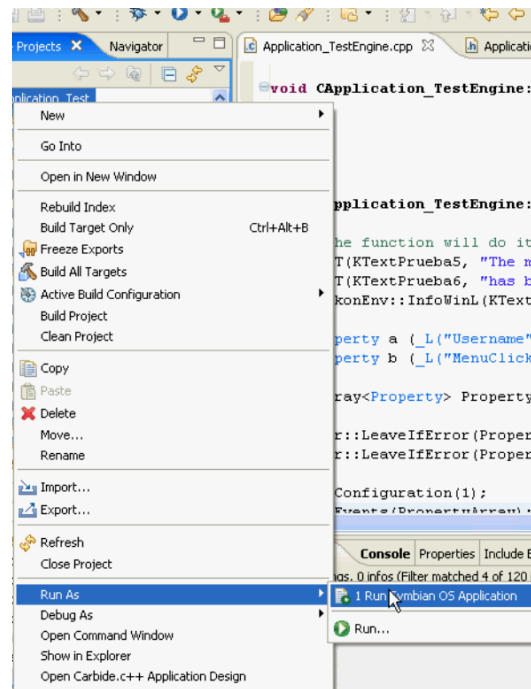 Projects
Navigator
Application_TestEngine.cpp
void CApplication_TestEngine:
New
Go Into
Open in New Window
Rebuild Index
Build Target Only Ctrl+Alt+B
Freeze Exports
Build All Targets
Active Build Configuration
Build Project
Clean Project
Copy
Paste
Delete
Move...
Rename
Import...
Export...
Refresh
Close Project
Run As
Debug As
Open Command Window
Show in Explorer
Open Carbide.c++ Application Design
pplication_TestEngine:
he function will do it
T(KTextPrueba5, "The m
T(KTextPrueba6, "has b
konEnv::InfoWinL(KText
perty a (_L("Username"
perty b (_L("MenuClick
ray<Property> Property
r::LeaveIfError(Proper
r::LeaveIfError(Proper
Configuration(1);
Events(PropertyArray);
Console Properties Include B
ngs, 0 infos (Filter matched 4 of 120
1 Run Symbian OS Application
Run...